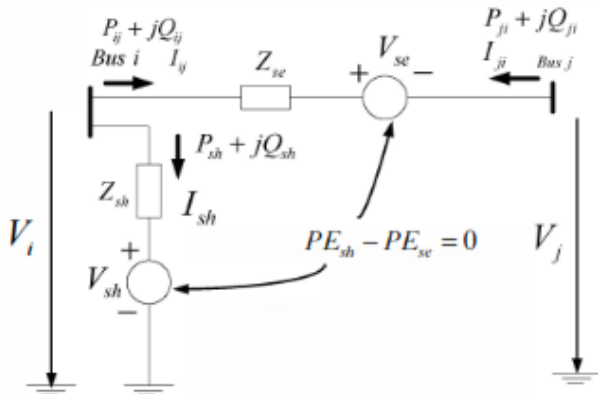 P_ij + jQ_ij
Bus i I_ij
Z_se
+ V_se −
P_ji + jQ_ji
I_ji Bus j
P_sh + jQ_sh
Z_sh
I_sh
V_i
+
V_sh
−
PE_sh − PE_se = 0
V_j